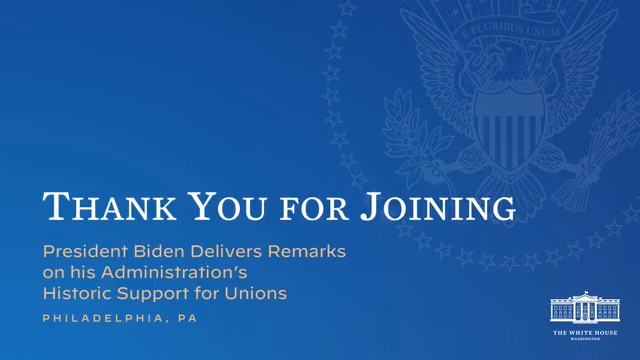 E PLURIBUS UNUM
THANK YOU FOR JOINING
President Biden Delivers Remarks
on his Administration's
Historic Support for Unions
PHILADELPHIA, PA
THE WHITE HOUSE
WASHINGTON